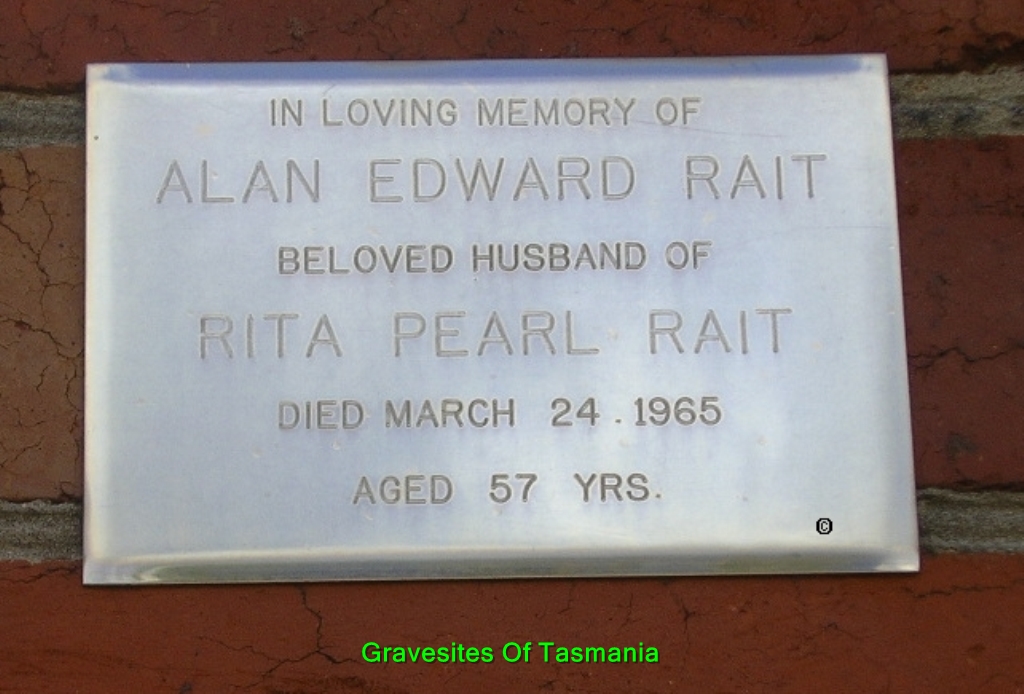 IN LOVING MEMORY OF
ALAN EDWARD RAIT
BELOVED HUSBAND OF
RITA PEARL RAIT
DIED MARCH 24 . 1965
AGED 57 YRS.
©
Gravesites Of Tasmania